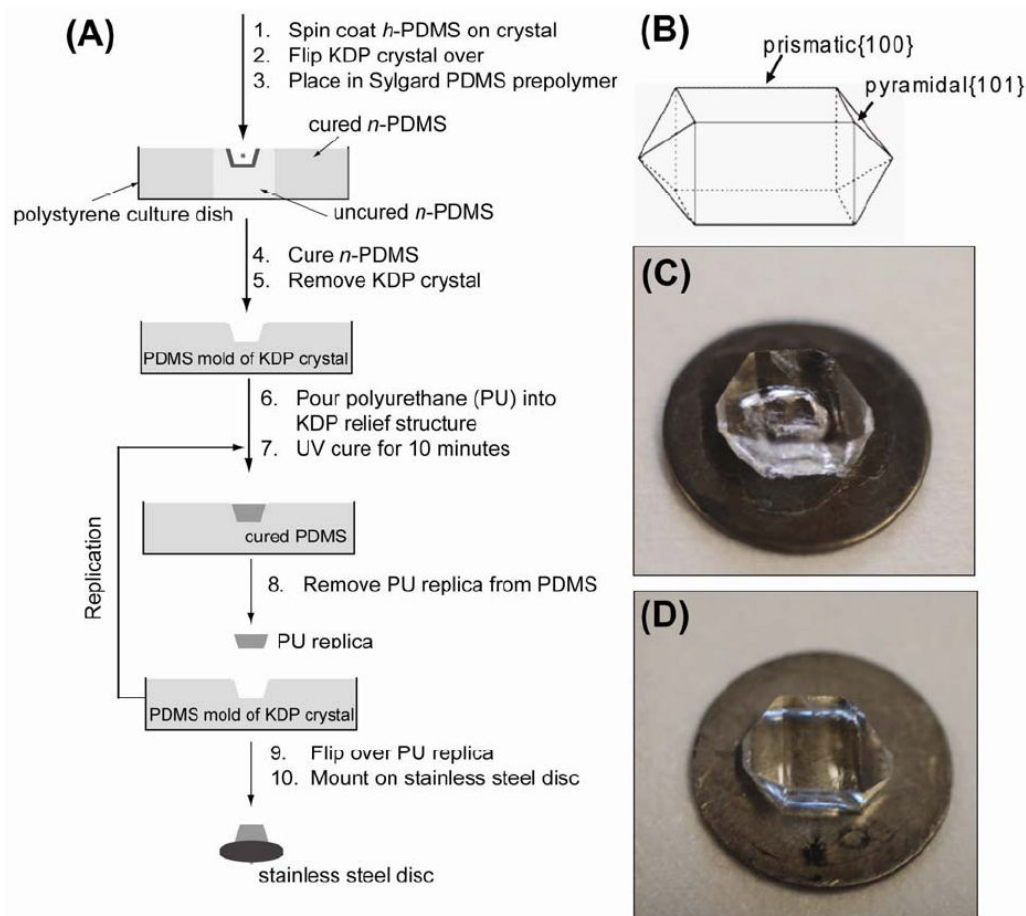 (A)
1. Spin coat h-PDMS on crystal
2. Flip KDP crystal over
3. Place in Sylgard PDMS prepolymer
cured n-PDMS
polystyrene culture dish
uncured n-PDMS
4. Cure n-PDMS
5. Remove KDP crystal
PDMS mold of KDP crystal
6. Pour polyurethane (PU) into
KDP relief structure
7. UV cure for 10 minutes
cured PDMS
Replication
8. Remove PU replica from PDMS
PU replica
PDMS mold of KDP crystal
9. Flip over PU replica
10. Mount on stainless steel disc
stainless steel disc
(B)
prismatic{100}
pyramidal{101}
(C)
(D)